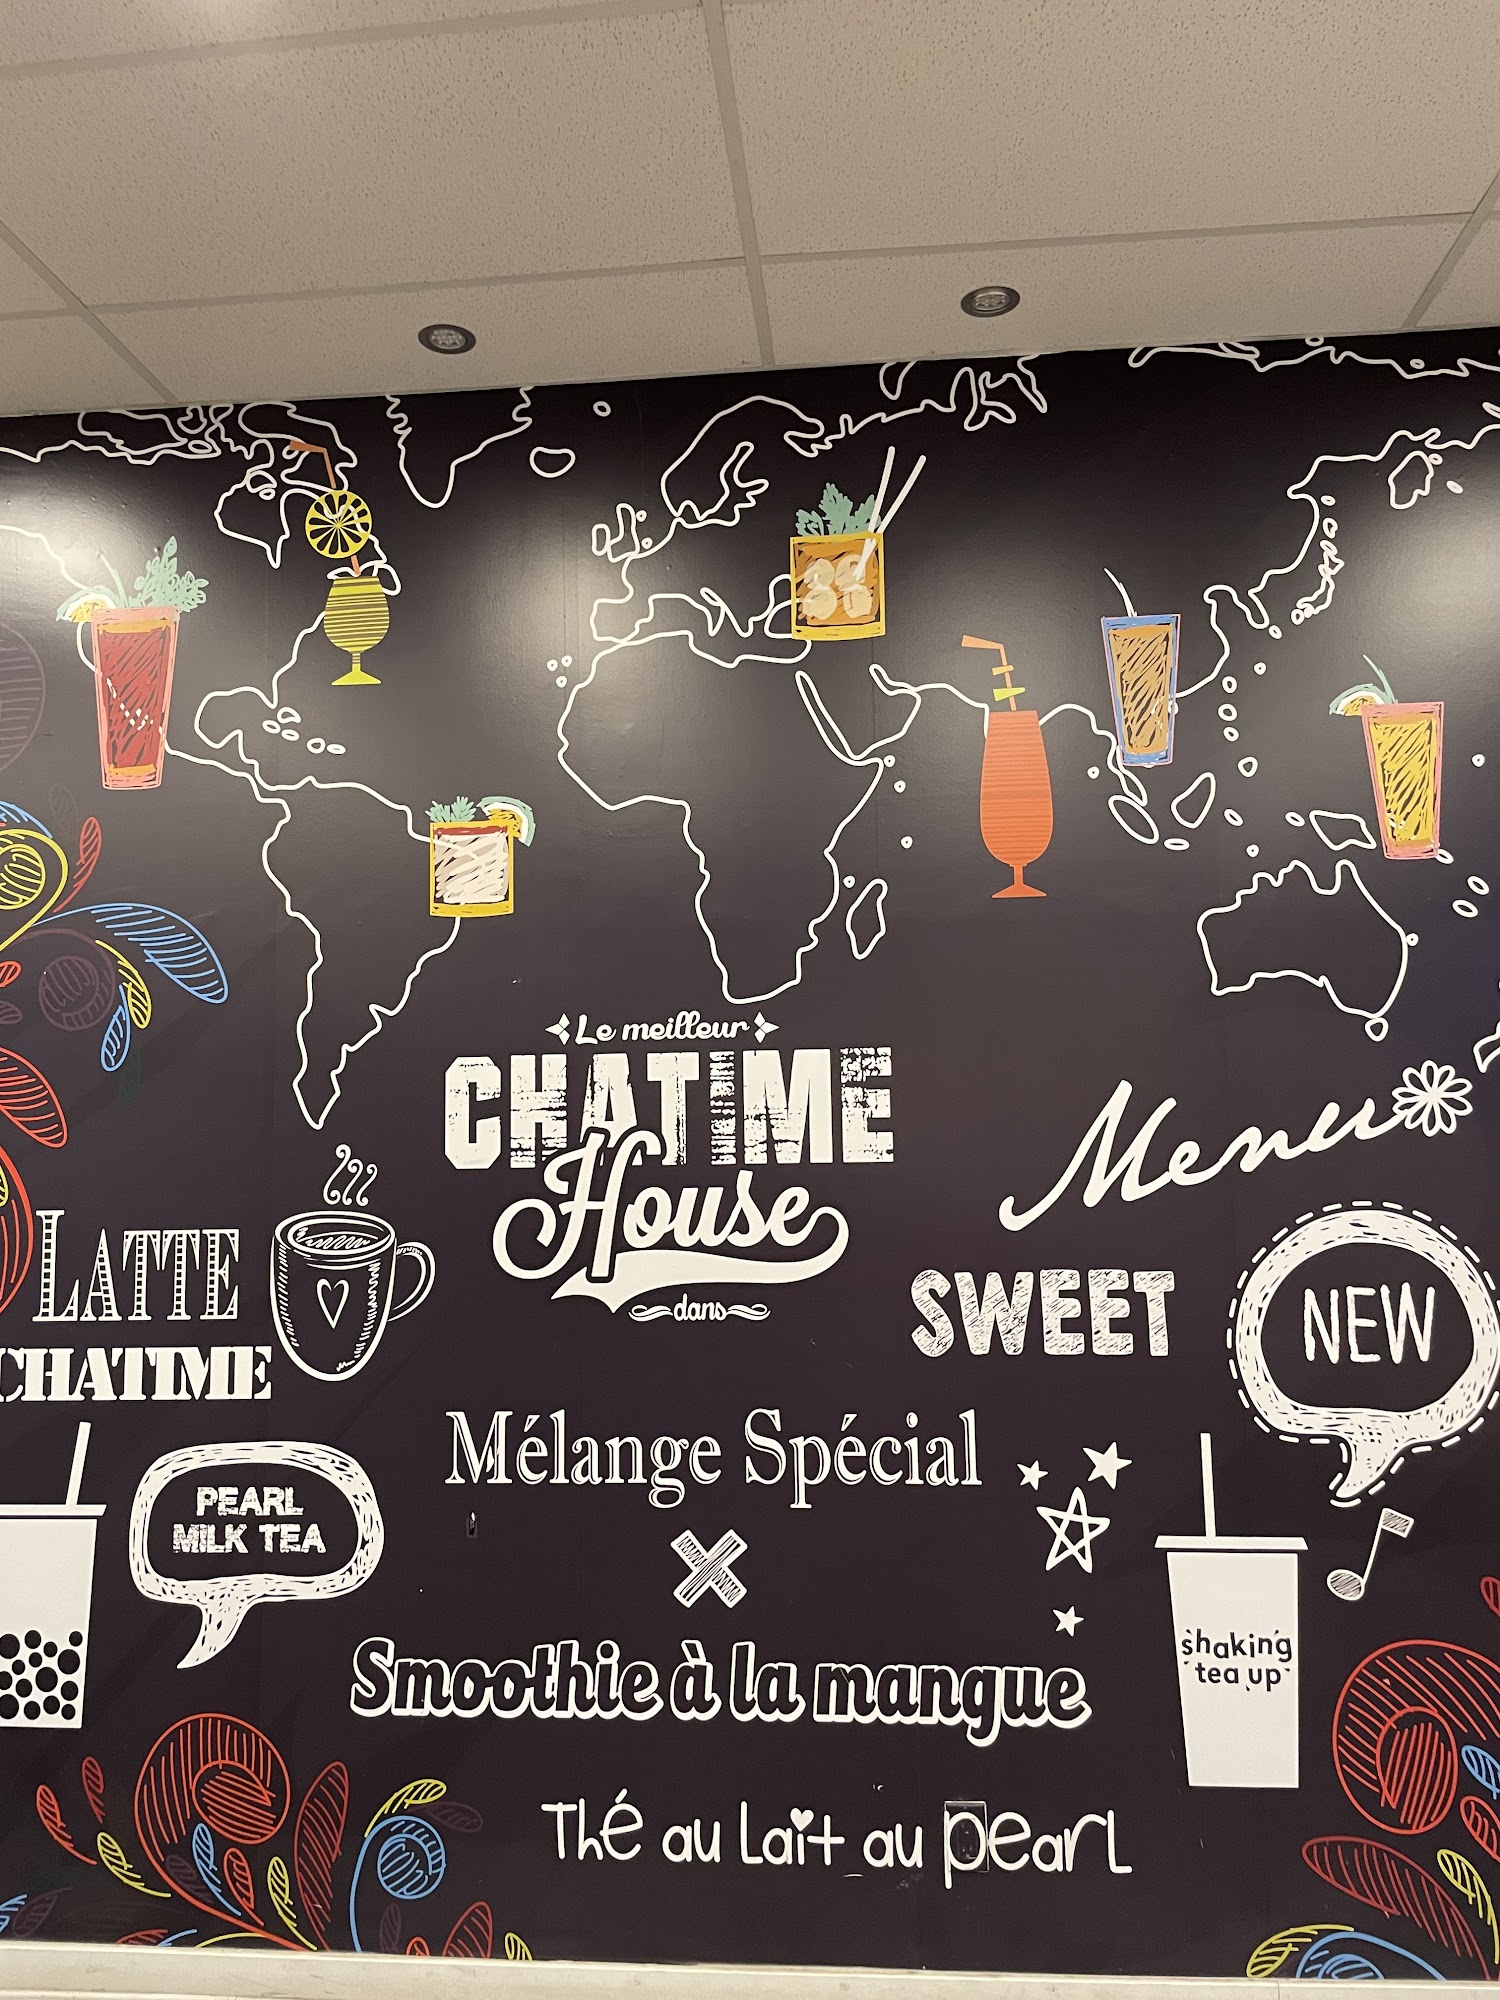 Le meilleur
CHATIME
House
dans
Menu
LATTE
CHATIME
SWEET
NEW
Mélange Spécial
PEARL
MILK TEA
shaking
tea up
Smoothie à la mangue
Thé au Lait au pearL